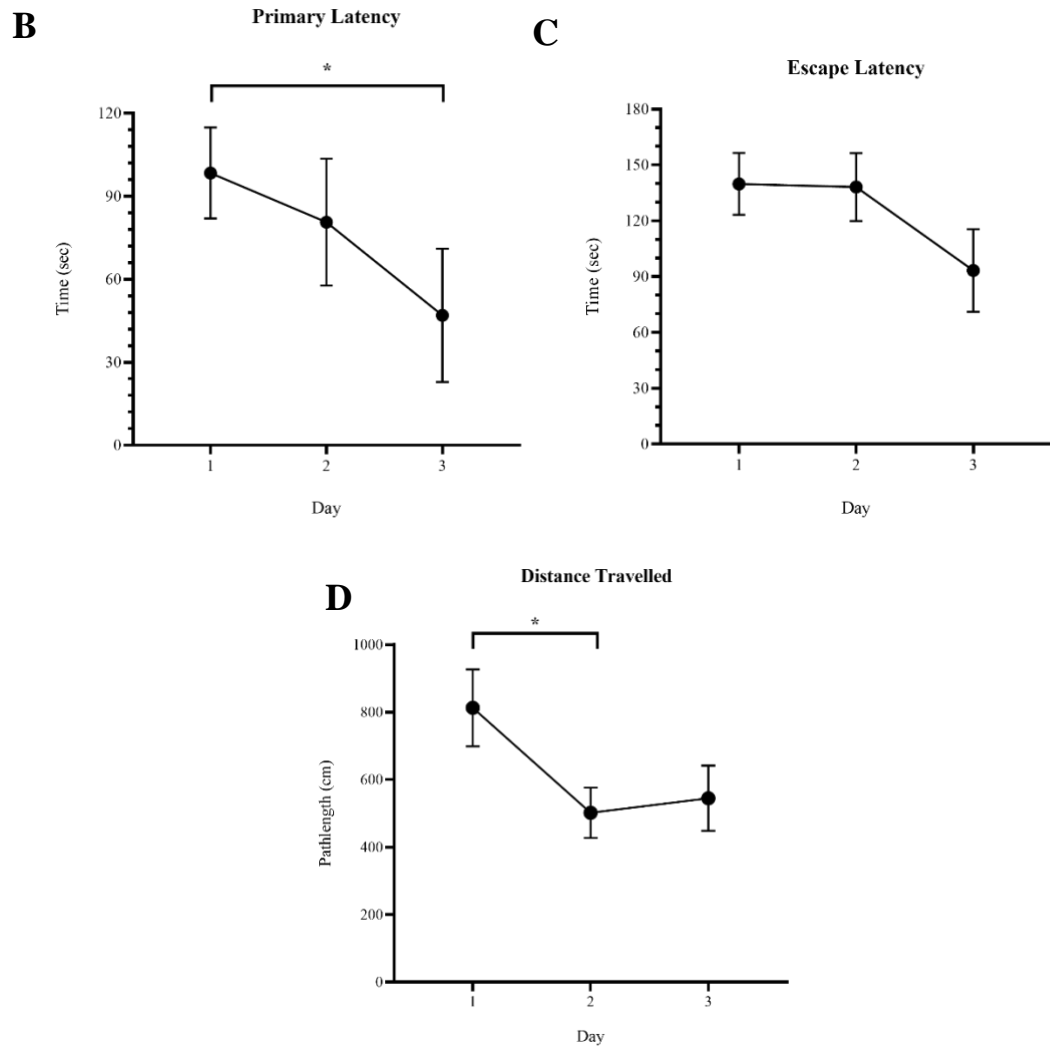 B
Primary Latency
*
120
90
60
30
0
Time (sec)
1 2 3
Day
C
Escape Latency
180
150
120
90
60
30
0
Time (sec)
1 2 3
Day
D
Distance Travelled
*
1000
800
600
400
200
0
Pathlength (cm)
1 2 3
Day